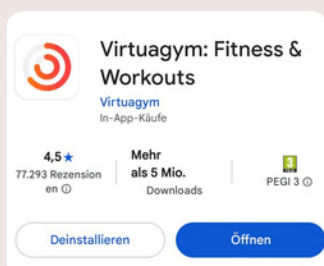 Virtuagym: Fitness &
Workouts
Virtuagym
In-App-Käufe
4,5★
77.293 Rezension
en ⓘ
Mehr
als 5 Mio.
Downloads
3
PEGI 3 ⓘ
Deinstallieren
Öffnen